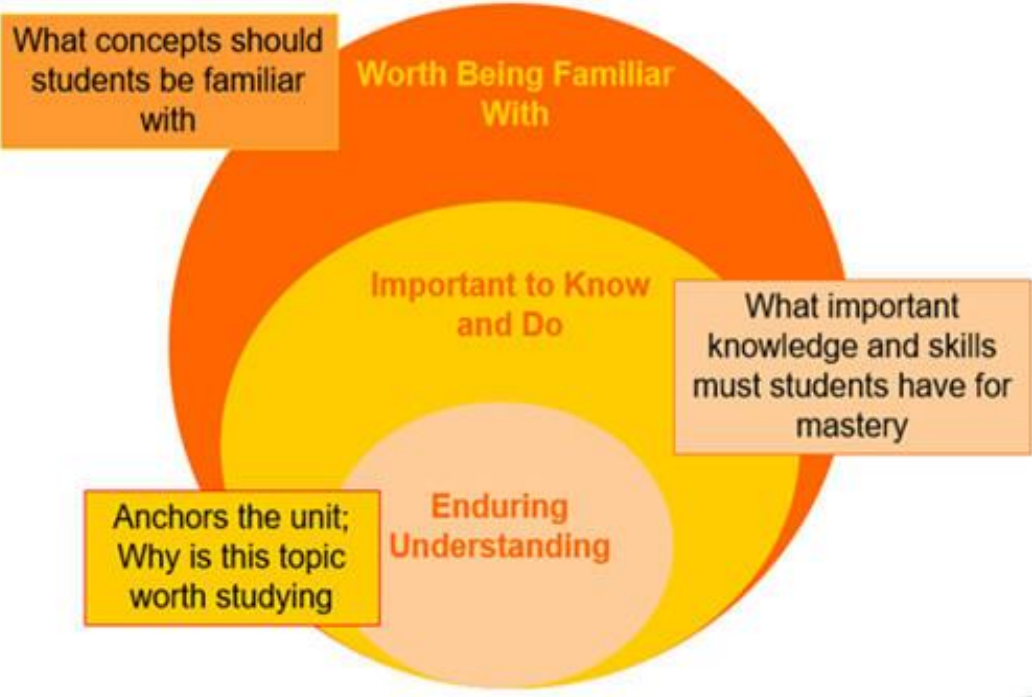 What concepts should
students be familiar
with
Worth Being Familiar
With
Important to Know
and Do
What important
knowledge and skills
must students have for
mastery
Enduring
Understanding
Anchors the unit;
Why is this topic
worth studying